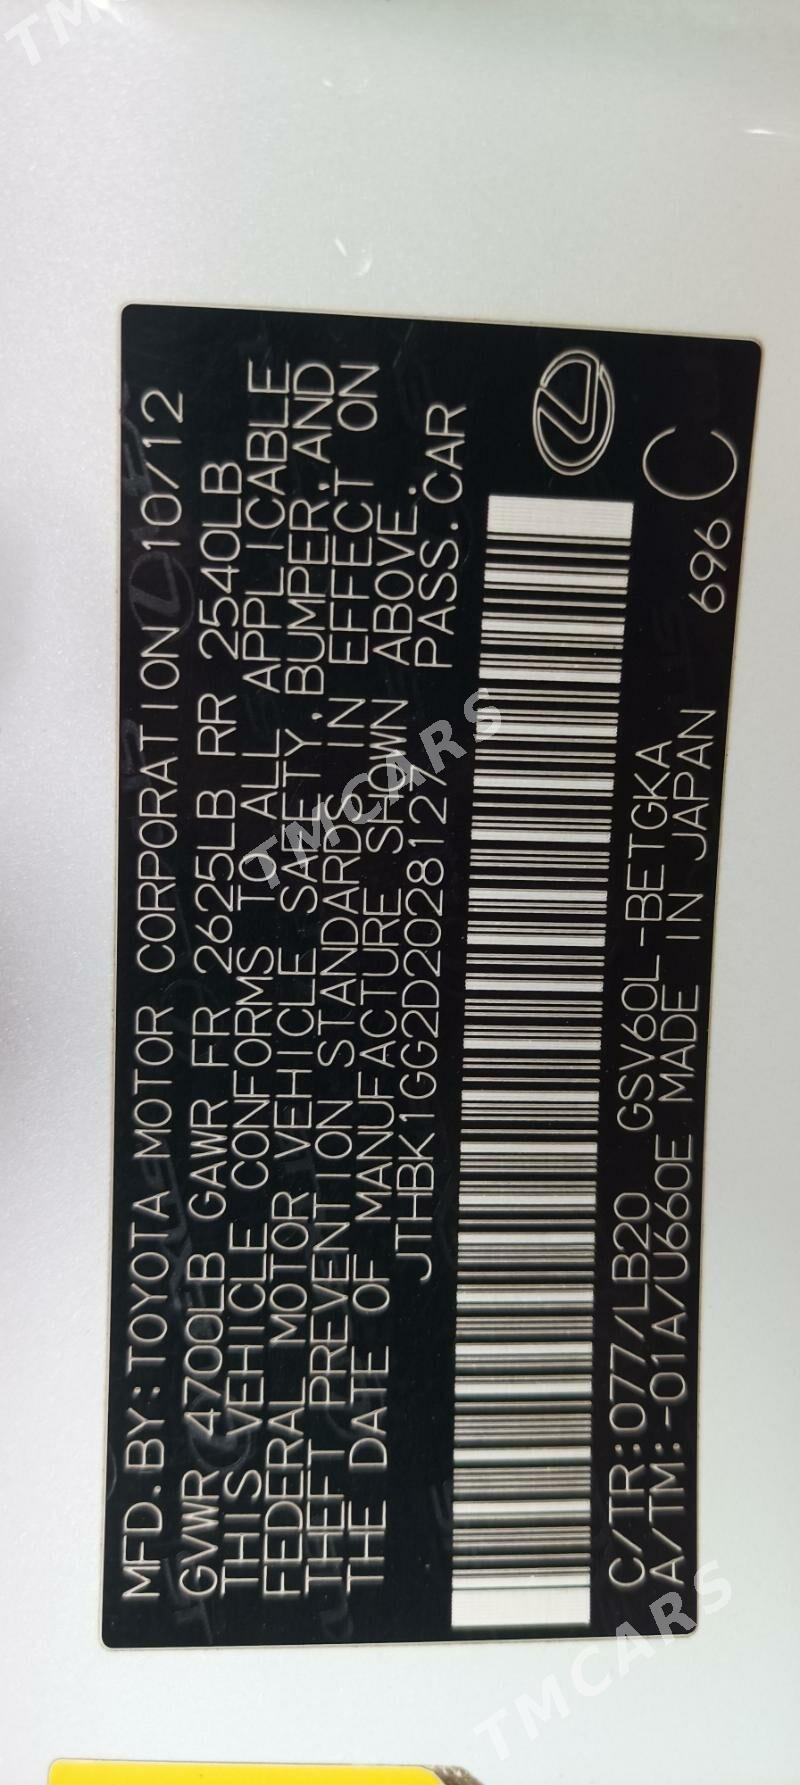 MFD.BY:TOYOTA MOTOR CORPORATION 10/12
GVWR 4700LB GAWR FR 2625LB RR 2540LB
THIS VEHICLE CONFORMS TO ALL APPLICABLE
FEDERAL MOTOR VEHICLE SAFETY, BUMPER, AND
THEFT PREVENTION STANDARDS IN EFFECT ON
THE DATE OF MANUFACTURE SHOWN ABOVE.
JTHBK1GG2D2028127 PASS.CAR
C/TR:077/LB20 GSV60L-BETGKA
A/TM:-01A/U660E MADE IN JAPAN 696 C
TMCARS
TMCARS